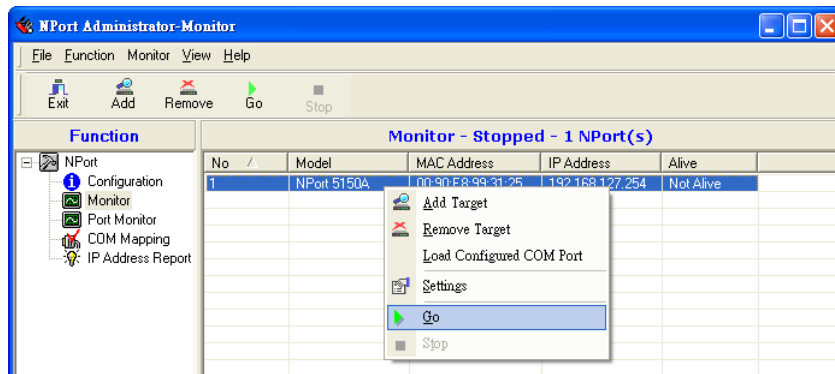 NPort Administrator-Monitor
File Function Monitor View Help
Exit Add Remove Go Stop
Function
Monitor - Stopped - 1 NPort(s)
NPort
Configuration
Monitor
Port Monitor
COM Mapping
IP Address Report
No Model MAC Address IP Address Alive
1 NPort 5150A 00:90:E8:99:31:25 192.168.127.254 Not Alive
Add Target
Remove Target
Load Configured COM Port
Settings
Go
Stop